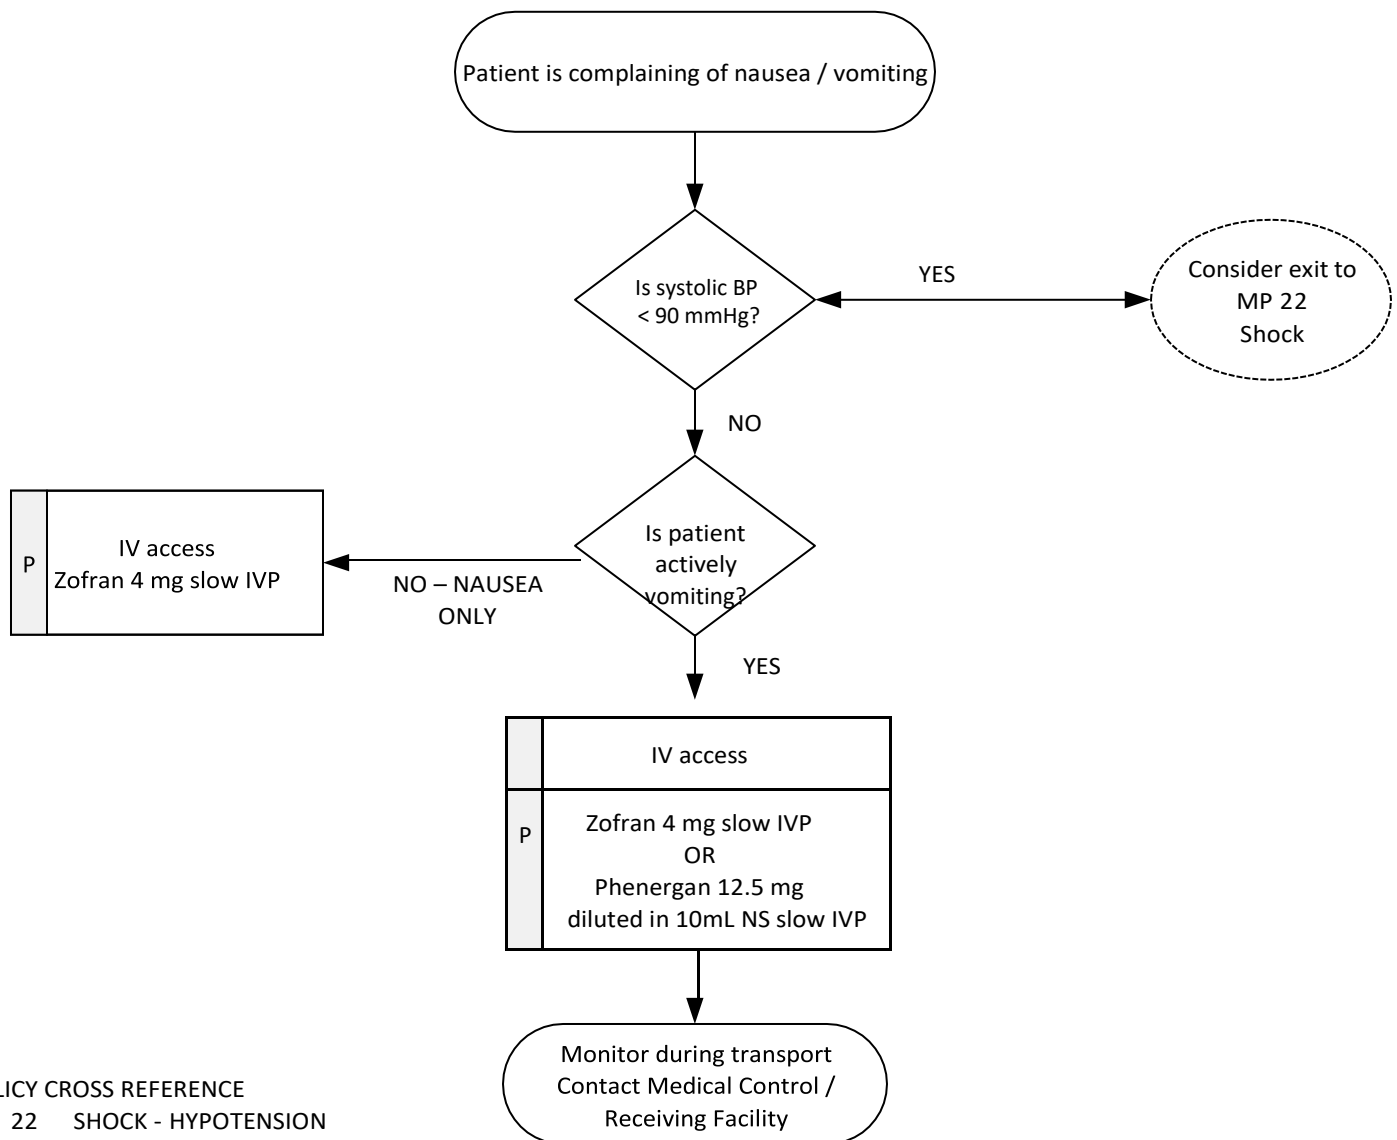 Patient is complaining of nausea / vomiting
Is systolic BP
< 90 mmHg?
YES
Consider exit to
MP 22
Shock
NO
Is patient
actively
vomiting?
NO – NAUSEA
ONLY
P
IV access
Zofran 4 mg slow IVP
YES
IV access
P
Zofran 4 mg slow IVP
OR
Phenergan 12.5 mg
diluted in 10mL NS slow IVP
Monitor during transport
Contact Medical Control /
Receiving Facility
LICY CROSS REFERENCE
22 SHOCK - HYPOTENSION